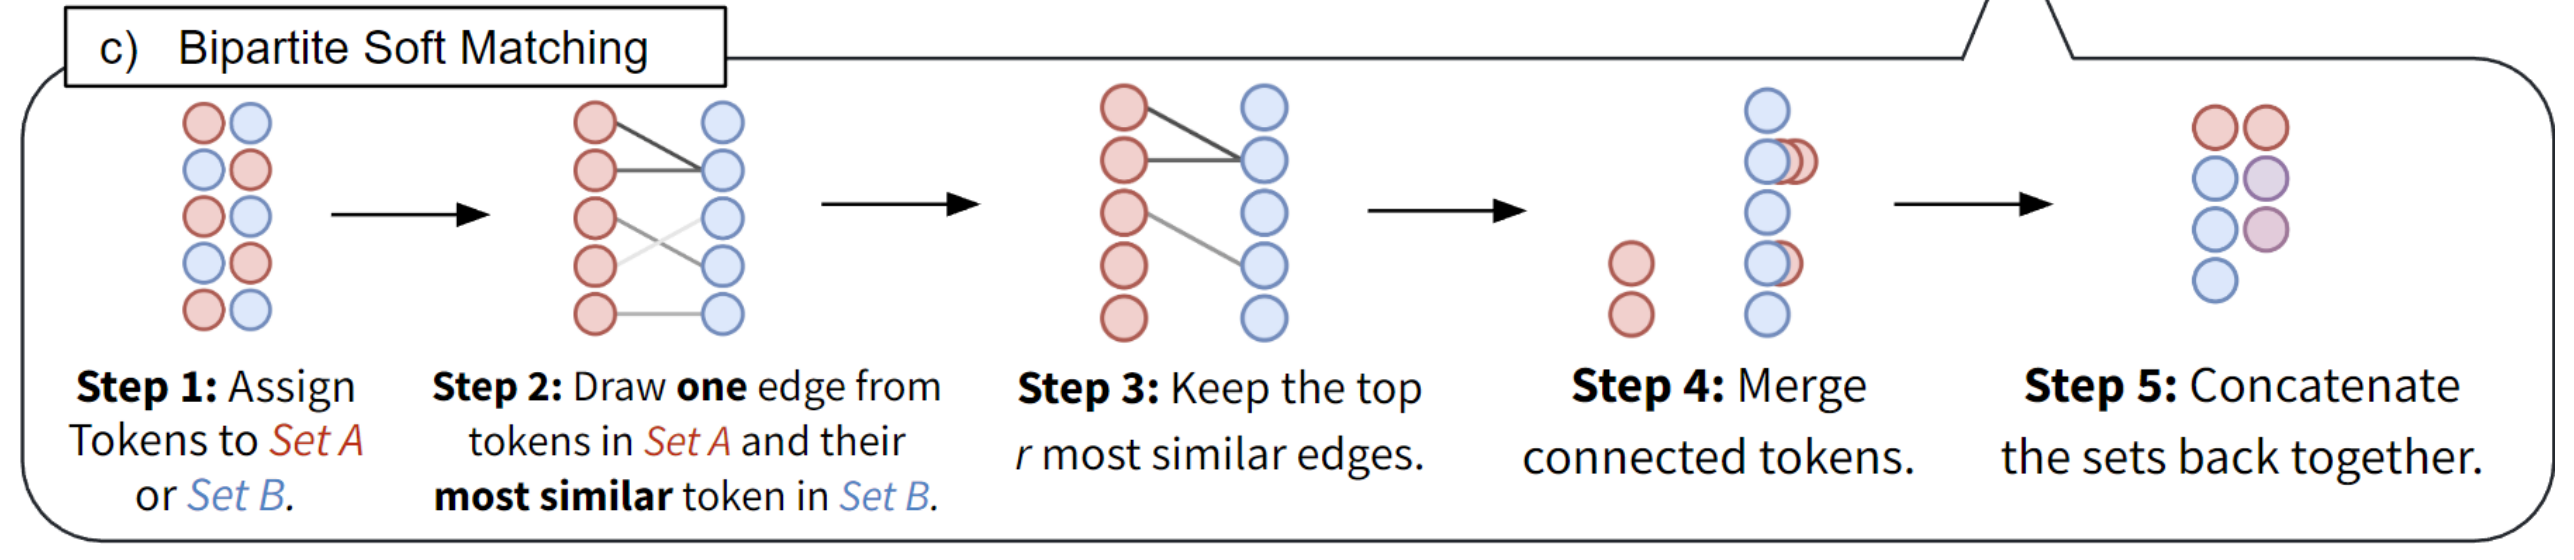 c) Bipartite Soft Matching
Step 1: Assign
Tokens to Set A
or Set B.
Step 2: Draw one edge from
tokens in Set A and their
most similar token in Set B.
Step 3: Keep the top
r most similar edges.
Step 4: Merge
connected tokens.
Step 5: Concatenate
the sets back together.